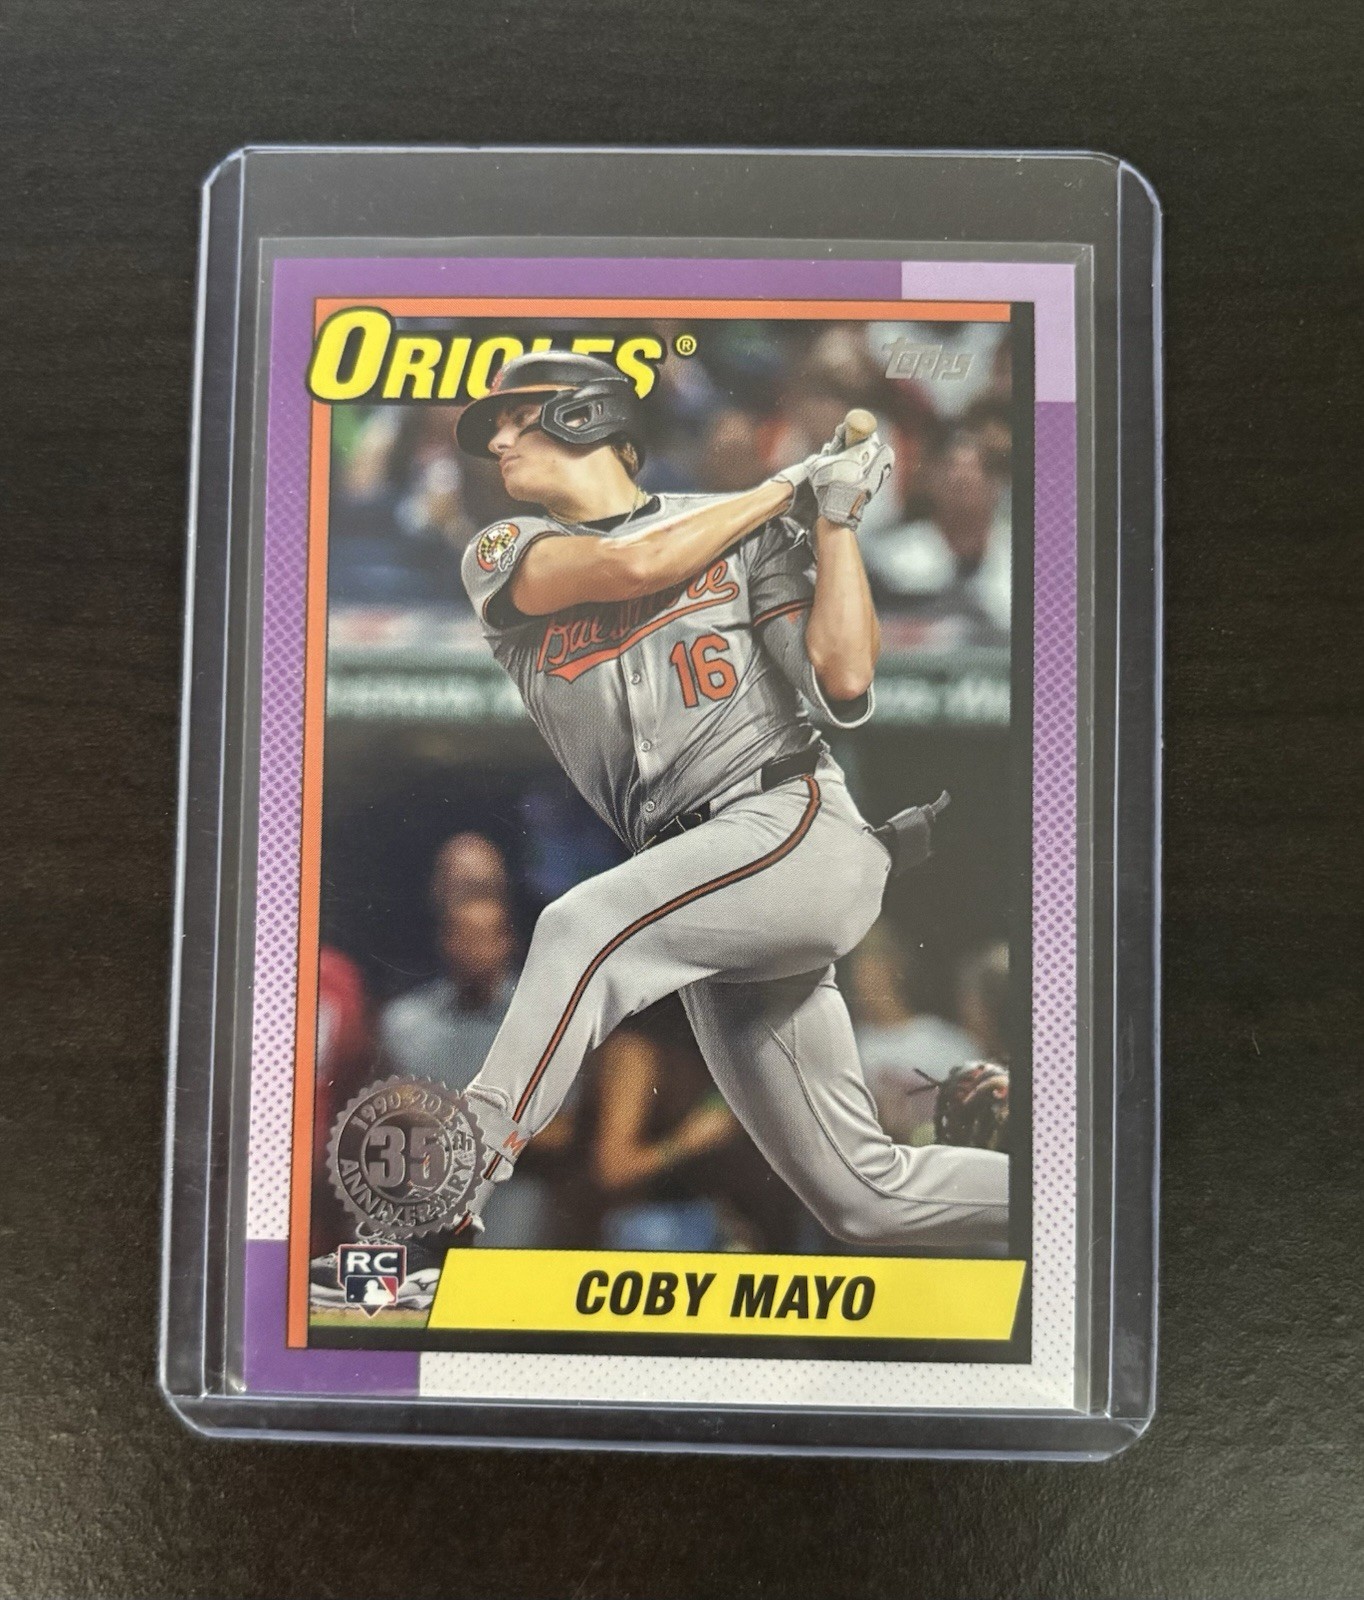 ORIOLES®
Topps
Baltimore
16
1990-2025
35th
ANNIVERSARY
RC
COBY MAYO